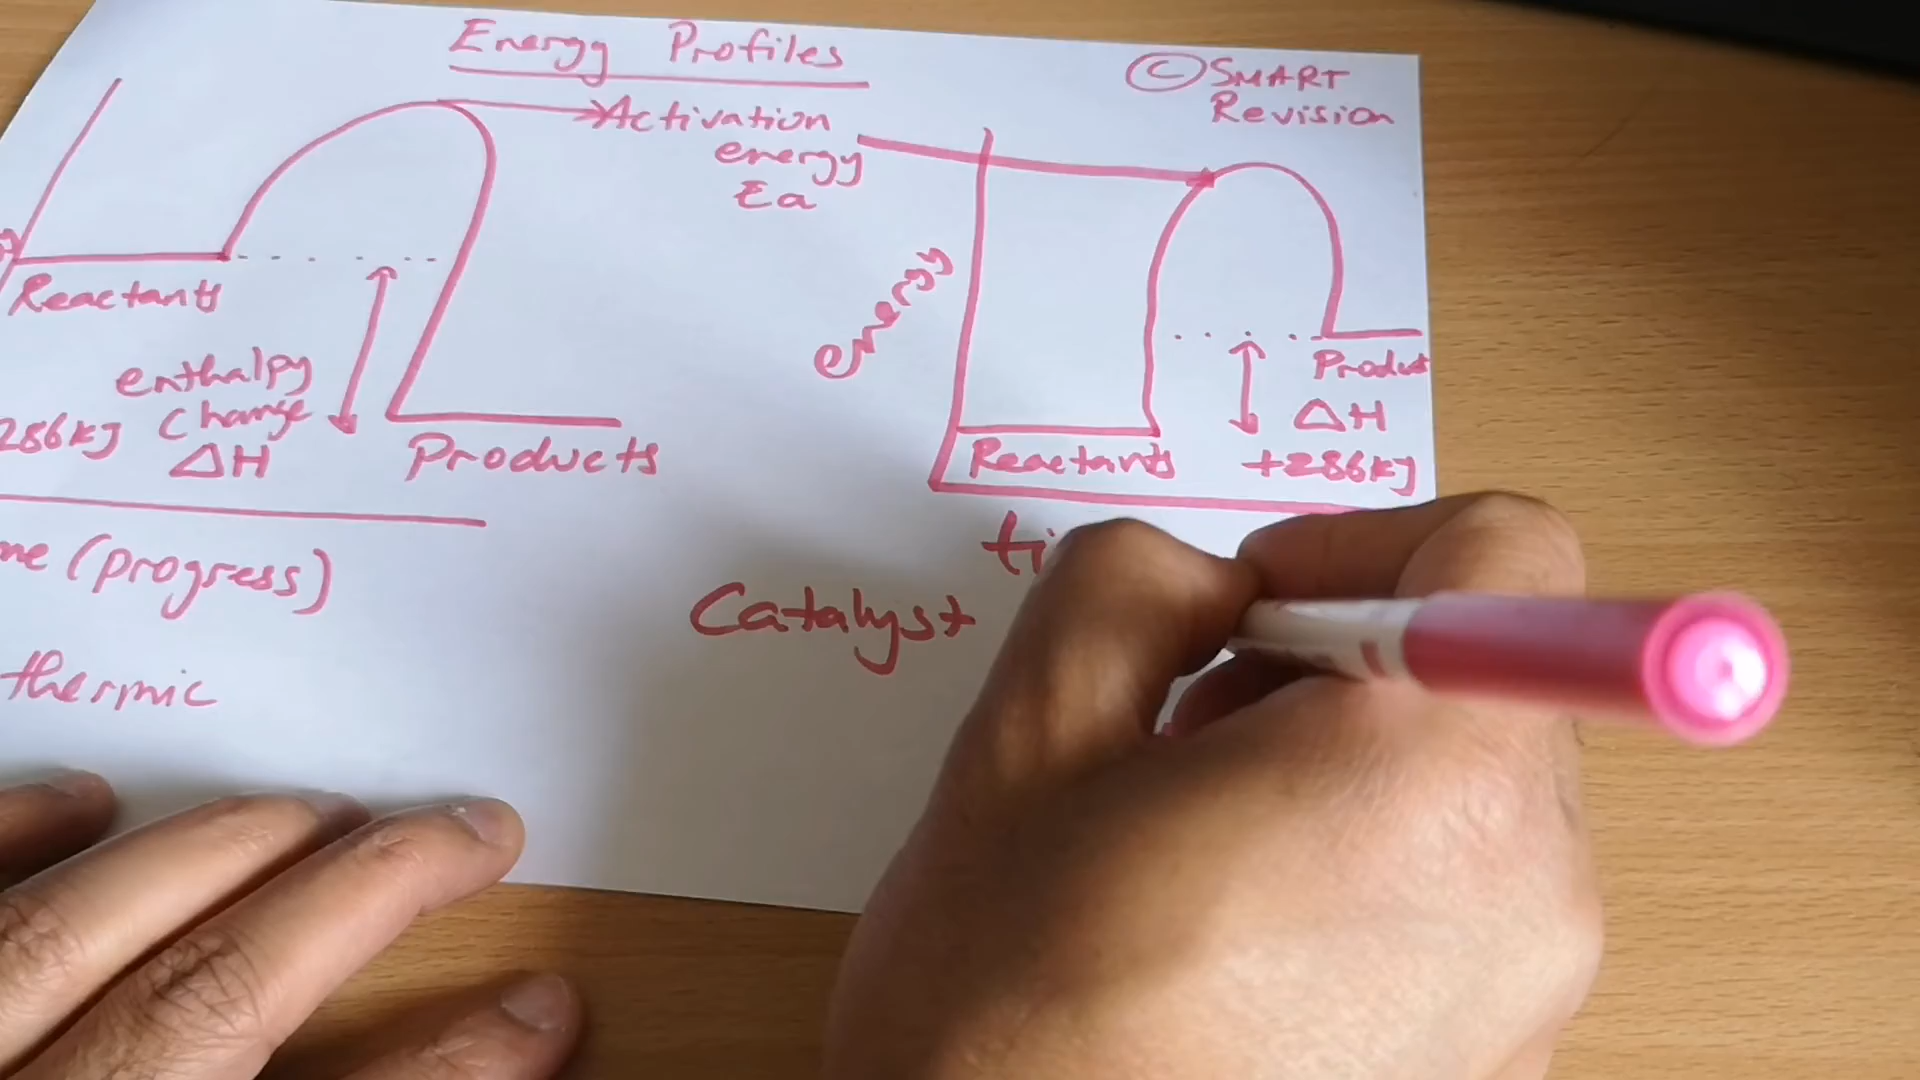 Energy Profiles
© SMART
Revision
Activation
energy
Ea
Reactants
enthalpy
change
286KJ
ΔH
Products
(progress)
thermic
energy
Reactants
Product
ΔH
+286KJ
Catalyst